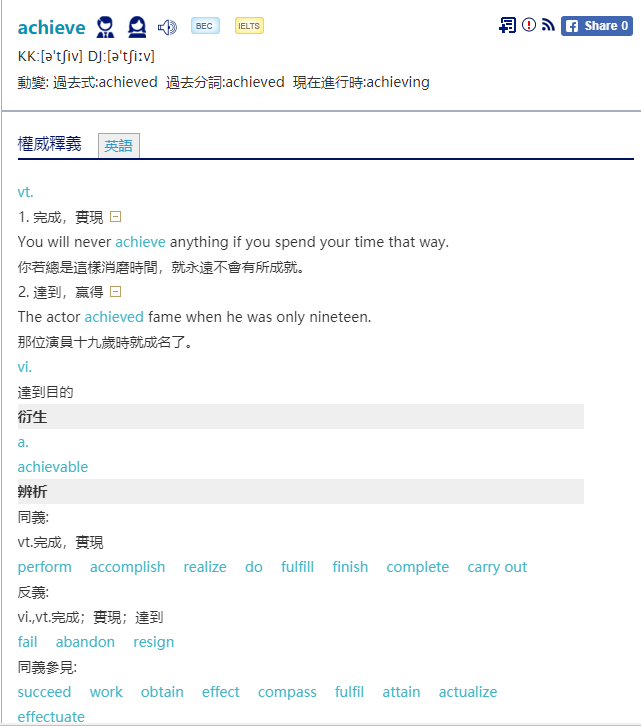 achieve BEC IELTS Share 0
KK:[ə'tʃiv] DJ:[ə'tʃiːv]
動變: 過去式:achieved 過去分詞:achieved 現在進行時:achieving
權威釋義 英語
vt.
1. 完成，實現
You will never achieve anything if you spend your time that way.
你若總是這樣消磨時間，就永遠不會有所成就。
2. 達到，贏得
The actor achieved fame when he was only nineteen.
那位演員十九歲時就成名了。
vi.
達到目的
衍生
a.
achievable
辨析
同義:
vt.完成，實現
perform accomplish realize do fulfill finish complete carry out
反義:
vi.,vt.完成；實現；達到
fail abandon resign
同義參見:
succeed work obtain effect compass fulfil attain actualize
effectuate